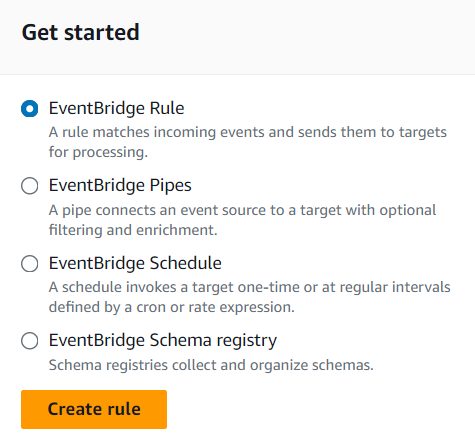 Get started
EventBridge Rule
A rule matches incoming events and sends them to targets
for processing.
EventBridge Pipes
A pipe connects an event source to a target with optional
filtering and enrichment.
EventBridge Schedule
A schedule invokes a target one-time or at regular intervals
defined by a cron or rate expression.
EventBridge Schema registry
Schema registries collect and organize schemas.
Create rule